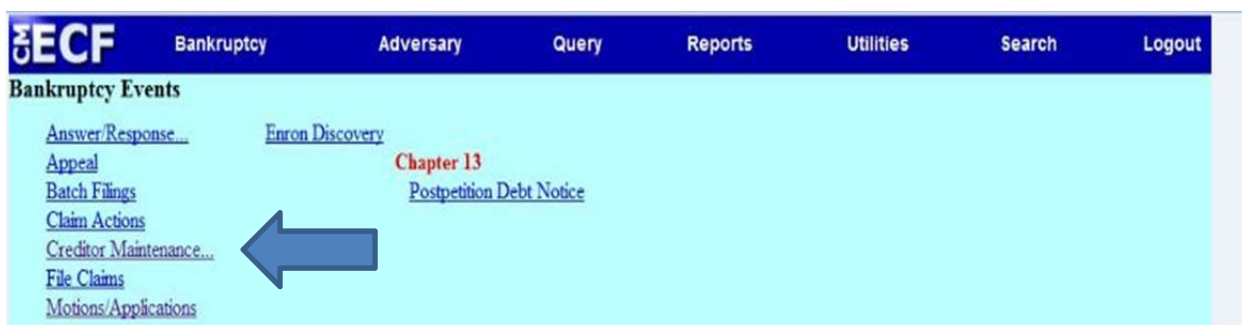 CM ECF Bankruptcy Adversary Query Reports Utilities Search Logout
Bankruptcy Events
Answer/Response... Enron Discovery
Appeal Chapter 13
Batch Filings Postpetition Debt Notice
Claim Actions
Creditor Maintenance...
File Claims
Motions/Applications